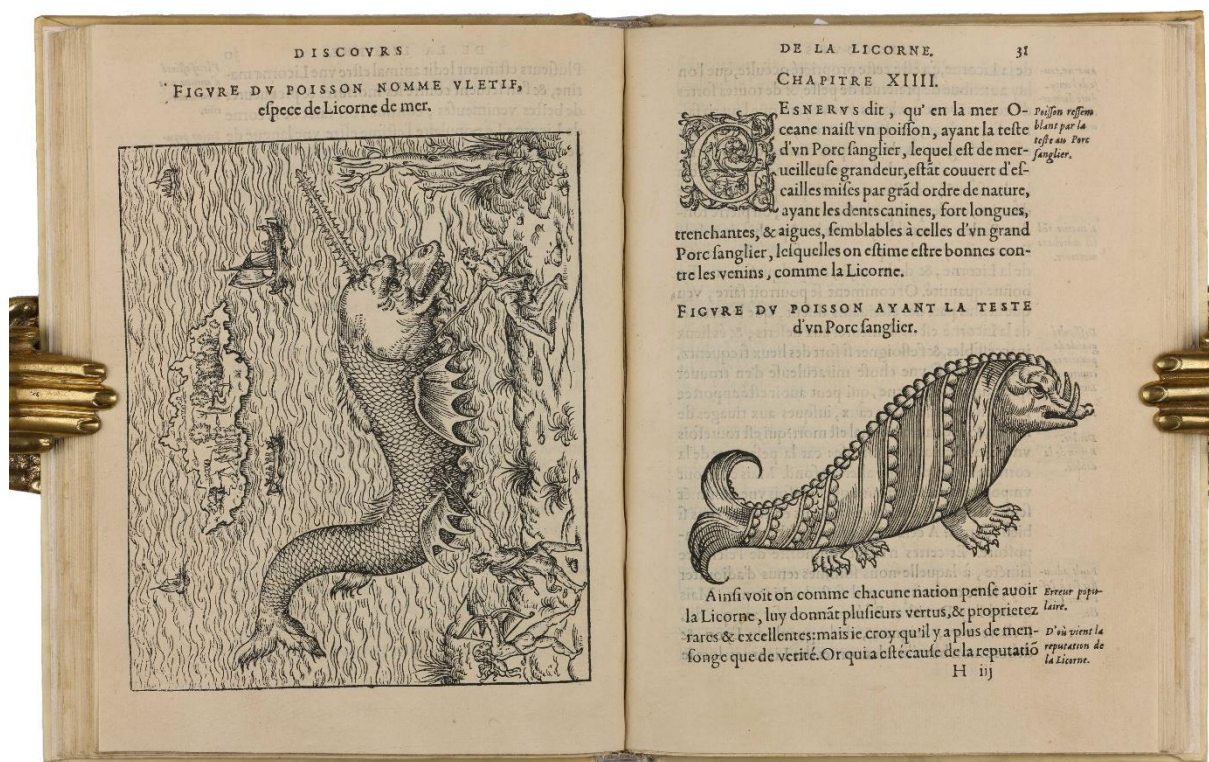 DISCOVRS
FIGVRE DV POISSON NOMME VLETIF,
eſpece de Licorne de mer.
DE LA LICORNE. 31
CHAPITRE XIIII.
GESNERVS dit, qu'en la mer O-
ceane naiſt vn poiſſon, ayant la teſte
d'vn Porc ſanglier, lequel eſt de mer-
ueilleuſe grandeur, eſtāt couuert d'eſ-
cailles miſes par grād ordre de nature,
ayant les dents canines, fort longues,
trenchantes, & aigues, ſemblables à celles d'vn grand
Porc ſanglier, leſquelles on eſtime eſtre bonnes con-
tre les venins, comme la Licorne.
Poiſſon reſſem
blant par la
teſte au Porc
ſanglier.
FIGVRE DV POISSON AYANT LA TESTE
d'vn Porc ſanglier.
Ainſi voit on comme chacune nation penſe auoir
la Licorne, luy donnāt pluſieurs vertus, & proprietez
rares & excellentes: mais ie croy qu'il y a plus de men-
ſonge que de verité. Or qui a eſté cauſe de la reputatiō
Erreur popu-
laire.
D'où vient la
reputation de
la Licorne.
H iij